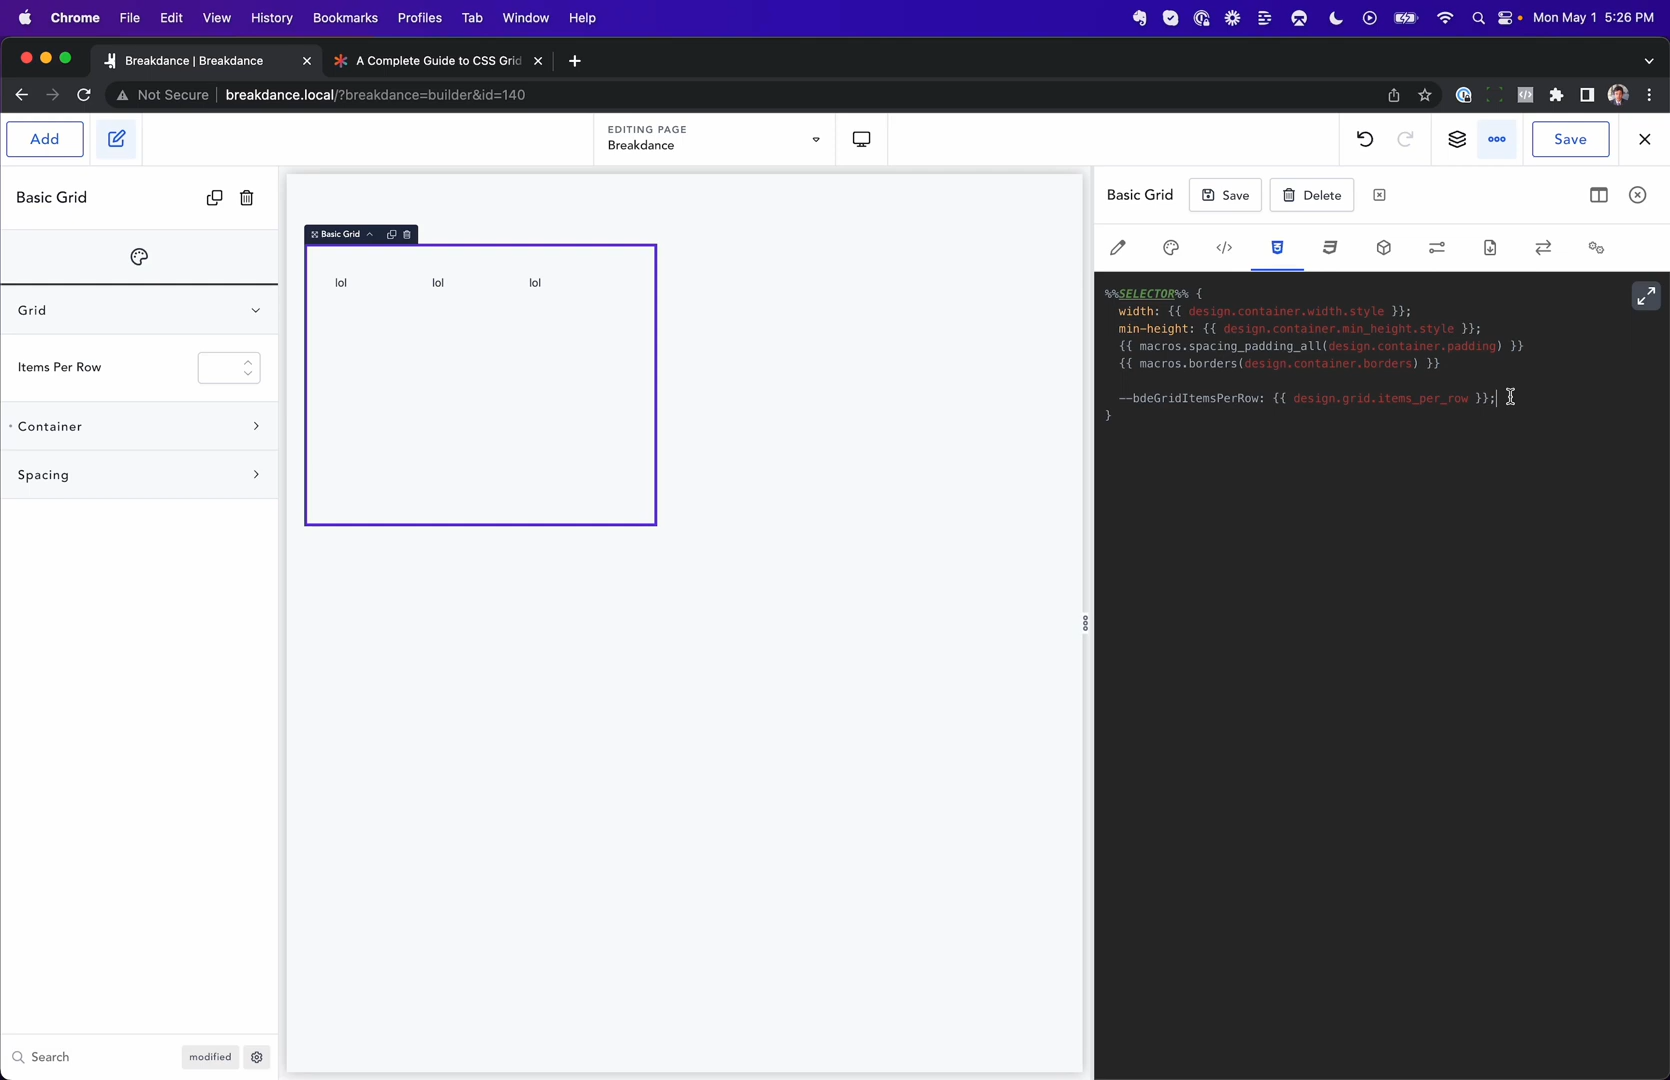 Chrome File Edit View History Bookmarks Profiles Tab Window Help Mon May 1 5:26 PM
Breakdance | Breakdance A Complete Guide to CSS Grid
Not Secure breakdance.local/?breakdance=builder&id=140
Add
EDITING PAGE
Breakdance
Save
Basic Grid
Grid
Items Per Row
Container
Spacing
Search
modified
Basic Grid
lol lol lol
Basic Grid Save Delete
%%SELECTOR%% {
width: {{ design.container.width.style }};
min-height: {{ design.container.min_height.style }};
{{ macros.spacing_padding_all(design.container.padding) }}
{{ macros.borders(design.container.borders) }}
--bdeGridItemsPerRow: {{ design.grid.items_per_row }};
}